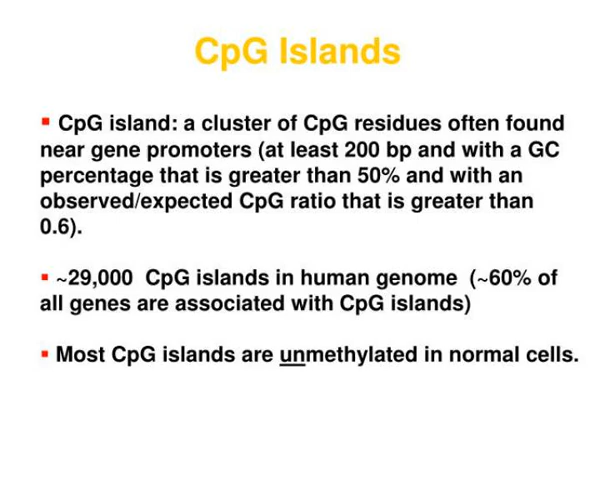 CpG Islands
▪ CpG island: a cluster of CpG residues often found
near gene promoters (at least 200 bp and with a GC
percentage that is greater than 50% and with an
observed/expected CpG ratio that is greater than
0.6).
▪ ~29,000 CpG islands in human genome (~60% of
all genes are associated with CpG islands)
▪ Most CpG islands are unmethylated in normal cells.